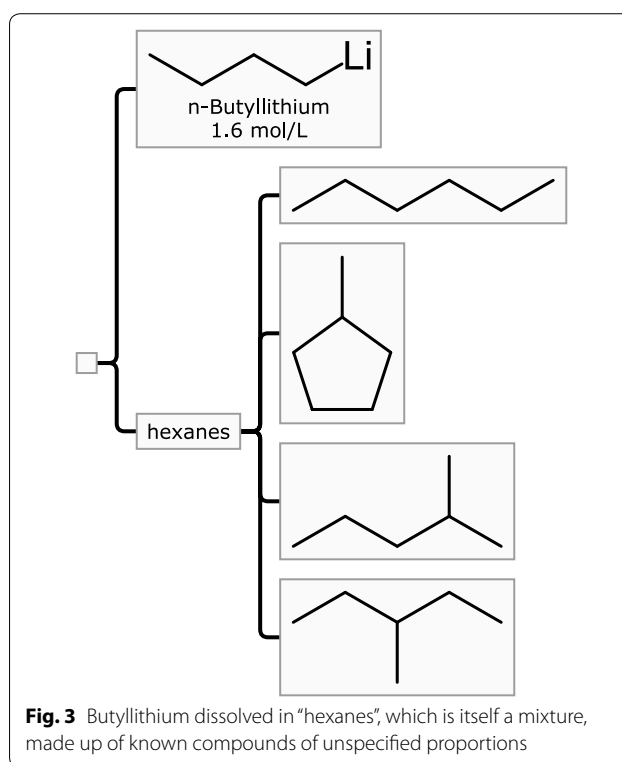 Li
n-Butyllithium
1.6 mol/L
hexanes
Fig. 3 Butyllithium dissolved in “hexanes”, which is itself a mixture,
made up of known compounds of unspecified proportions